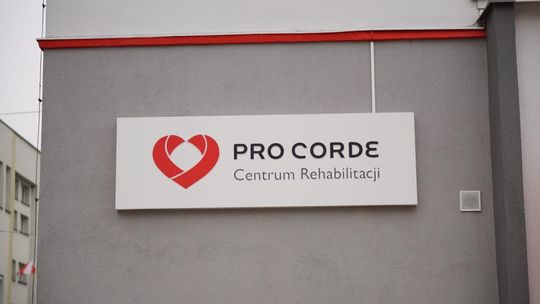 PRO CORDE
Centrum Rehabilitacji